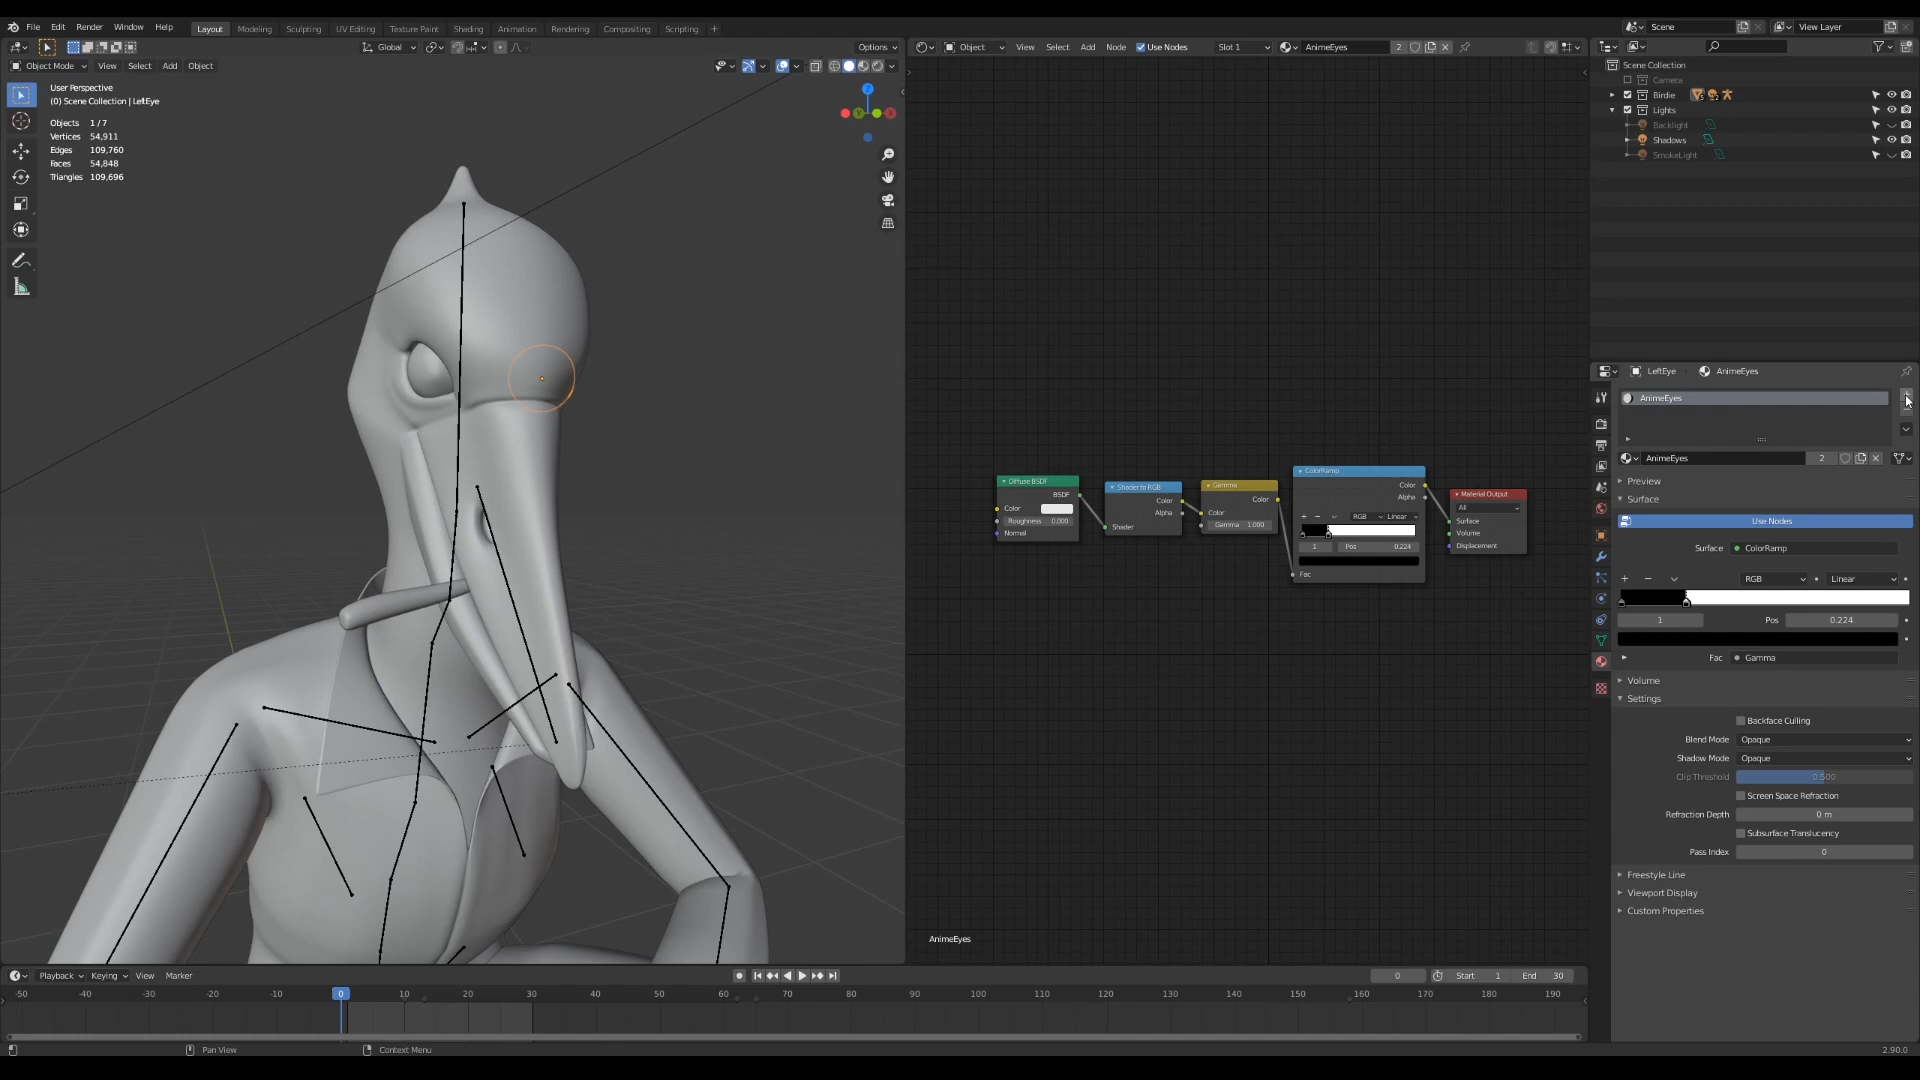 File Edit Render Window Help
Layout Modeling Sculpting UV Editing Texture Paint Shading Animation Rendering Compositing Scripting +
Scene
View Layer
Global
Options
Object Mode View Select Add Object
User Perspective
(0) Scene Collection | LeftEye
Objects 1/7
Vertices 54,911
Edges 109,760
Faces 54,848
Triangles 109,696
Z
Y
X
Object View Select Add Node Use Nodes Slot 1 AnimeEyes 2
Diffuse BSDF
BSDF
Color
Roughness 0.000
Normal
Shader to RGB
Color
Alpha
Shader
Gamma
Color
Color
Gamma 1.000
ColorRamp
Color
Alpha
+ − RGB Linear
1 Pos 0.224
Fac
Material Output
All
Surface
Volume
Displacement
AnimeEyes
Scene Collection
Camera
Birdie
Lights
Backlight
Shadows
SmokeLight
LeftEye AnimeEyes
AnimeEyes
AnimeEyes 2
Preview
Surface
Use Nodes
Surface ColorRamp
+ − RGB Linear
1 Pos 0.224
Fac Gamma
Volume
Settings
Backface Culling
Blend Mode Opaque
Shadow Mode Opaque
Clip Threshold 0.500
Screen Space Refraction
Refraction Depth 0 m
Subsurface Translucency
Pass Index 0
Freestyle Line
Viewport Display
Custom Properties
Playback Keying View Marker
0 Start 1 End 30
-50 -40 -30 -20 -10 0 10 20 30 40 50 60 70 80 90 100 110 120 130 140 150 160 170 180 190
Pan View
Context Menu
2.90.0